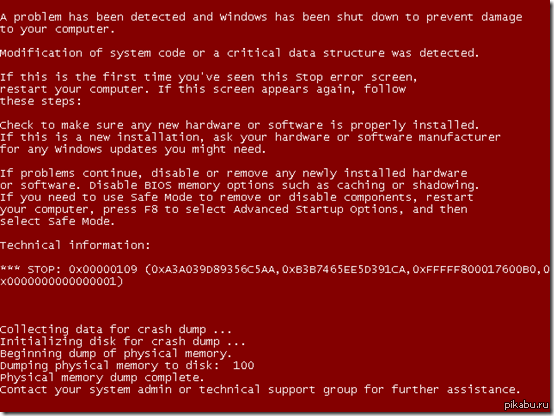 A problem has been detected and Windows has been shut down to prevent damage
to your computer.
Modification of system code or a critical data structure was detected.
If this is the first time you've seen this Stop error screen,
restart your computer. If this screen appears again, follow
these steps:
Check to make sure any new hardware or software is properly installed.
If this is a new installation, ask your hardware or software manufacturer
for any Windows updates you might need.
If problems continue, disable or remove any newly installed hardware
or software. Disable BIOS memory options such as caching or shadowing.
If you need to use Safe Mode to remove or disable components, restart
your computer, press F8 to select Advanced Startup Options, and then
select Safe Mode.
Technical information:
*** STOP: 0x00000109 (0xA3A039D89356C5AA,0xB3B7465EE5D391CA,0xFFFFF800017600B0,0
x0000000000000001)
Collecting data for crash dump ...
Initializing disk for crash dump ...
Beginning dump of physical memory.
Dumping physical memory to disk:  100
Physical memory dump complete.
Contact your system admin or technical support group for further assistance.
pikabu.ru